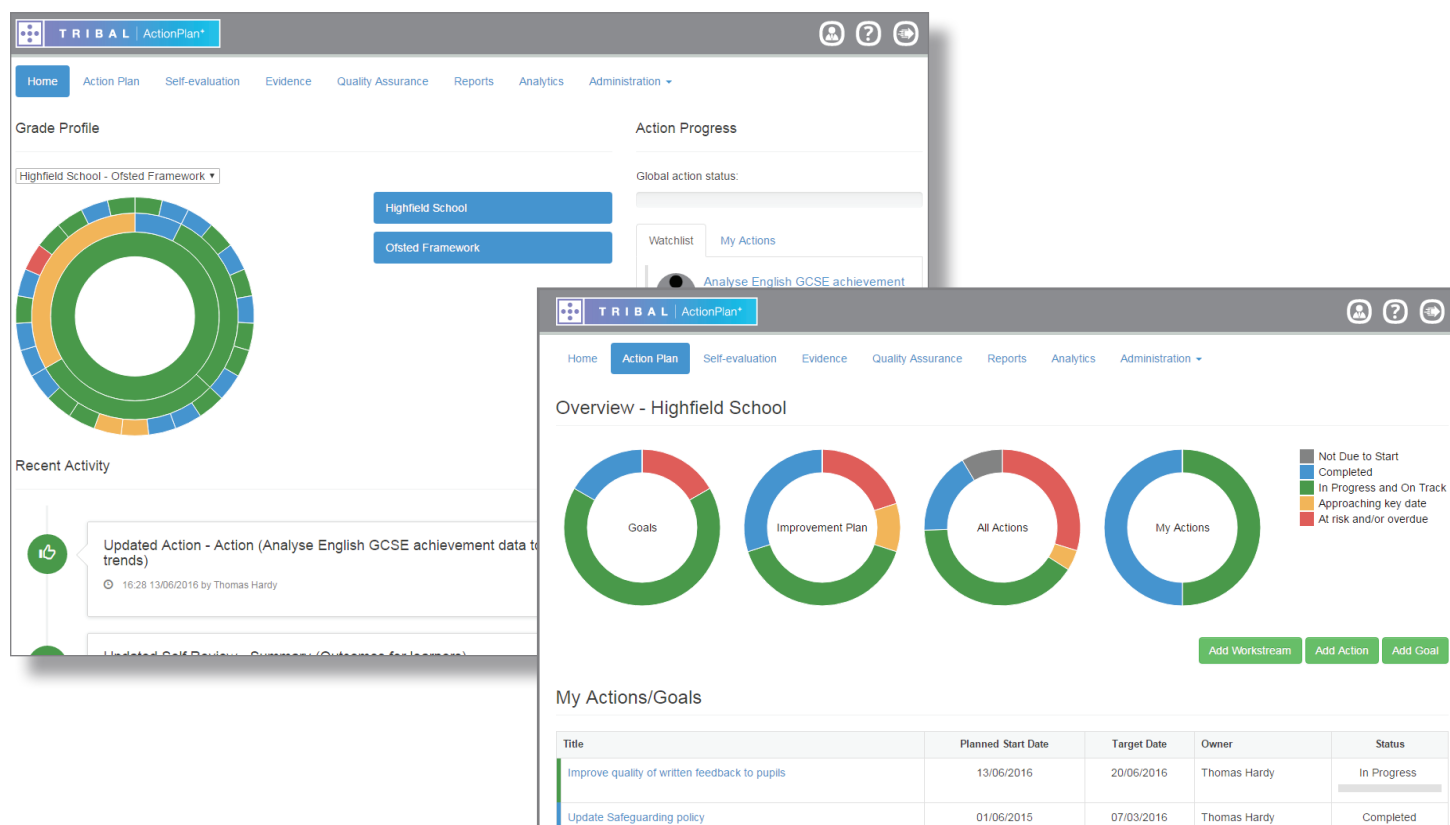 TRIBAL | ActionPlan+
Home Action Plan Self-evaluation Evidence Quality Assurance Reports Analytics Administration
Grade Profile
Highfield School - Ofsted Framework
Highfield School
Ofsted Framework
Action Progress
Global action status:
Watchlist My Actions
Analyse English GCSE achievement
Recent Activity
Updated Action - Action (Analyse English GCSE achievement data to
trends)
16:28 13/06/2016 by Thomas Hardy
Updated Self Review - Summary (Outcomes for learners)
TRIBAL | ActionPlan+
Home Action Plan Self-evaluation Evidence Quality Assurance Reports Analytics Administration
Overview - Highfield School
Goals
Improvement Plan
All Actions
My Actions
Not Due to Start
Completed
In Progress and On Track
Approaching key date
At risk and/or overdue
Add Workstream Add Action Add Goal
My Actions/Goals
Title Planned Start Date Target Date Owner Status
Improve quality of written feedback to pupils 13/06/2016 20/06/2016 Thomas Hardy In Progress
Update Safeguarding policy 01/06/2015 07/03/2016 Thomas Hardy Completed